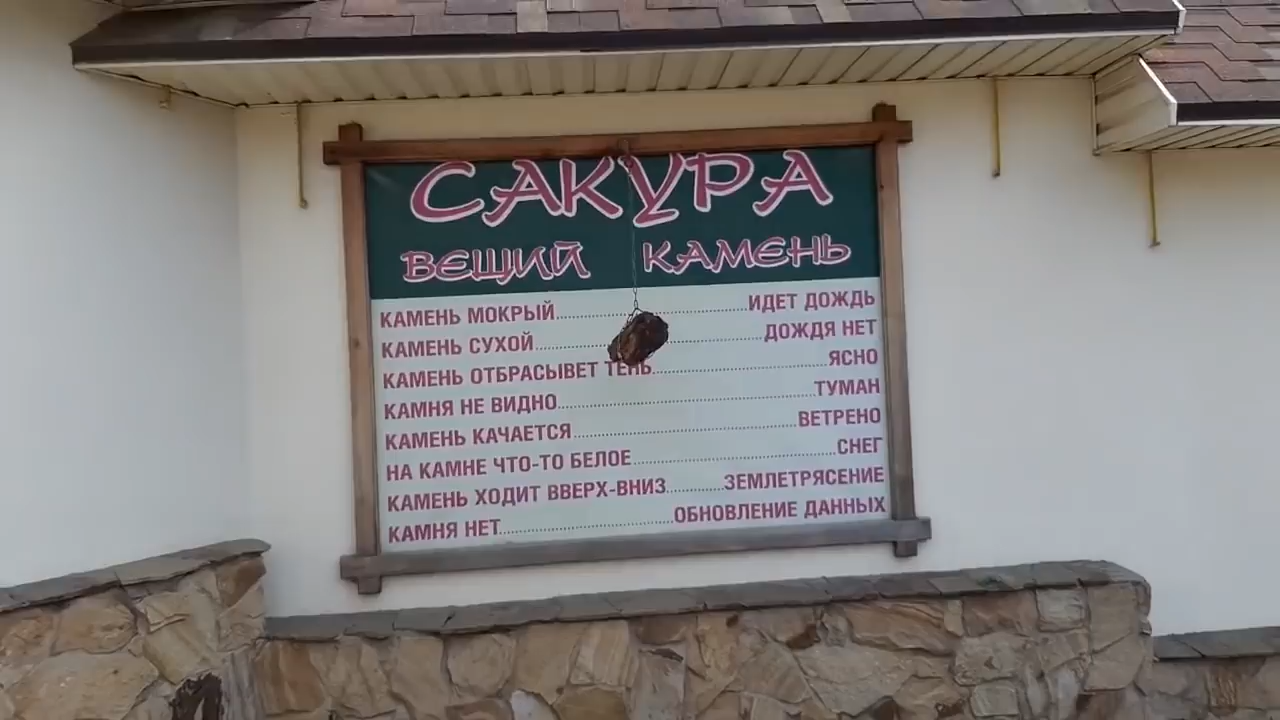 САКУРА
ВЕЩИЙ КАМЕНЬ
КАМЕНЬ МОКРЫЙ..............ИДЕТ ДОЖДЬ
КАМЕНЬ СУХОЙ..............ДОЖДЯ НЕТ
КАМЕНЬ ОТБРАСЫВЕТ ТЕНЬ..............ЯСНО
КАМНЯ НЕ ВИДНО..............ТУМАН
КАМЕНЬ КАЧАЕТСЯ..............ВЕТРЕНО
НА КАМНЕ ЧТО-ТО БЕЛОЕ..............СНЕГ
КАМЕНЬ ХОДИТ ВВЕРХ-ВНИЗ..............ЗЕМЛЕТРЯСЕНИЕ
КАМНЯ НЕТ..............ОБНОВЛЕНИЕ ДАННЫХ